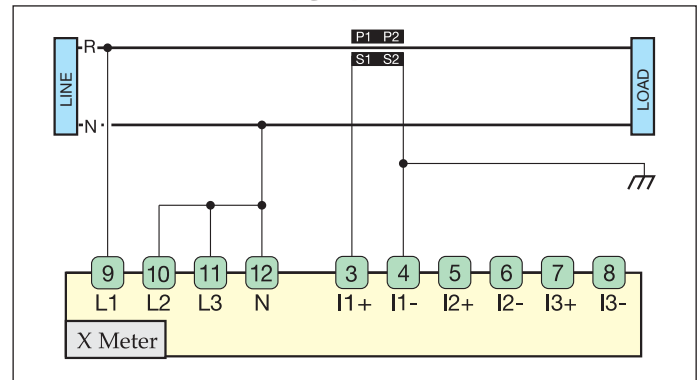 P1 P2
R
S1 S2
LINE
LOAD
N
9 10 11 12 3 4 5 6 7 8
L1 L2 L3 N I1+ I1- I2+ I2- I3+ I3-
X Meter